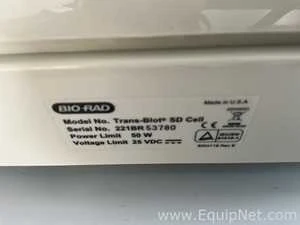 BIO-RAD
Made in U.S.A
Model No. Trans-Blot® SD Cell
Serial No. 221BR 53780
Power Limit 50 W
Voltage Limit 25 VDC
www.EquipNet.com